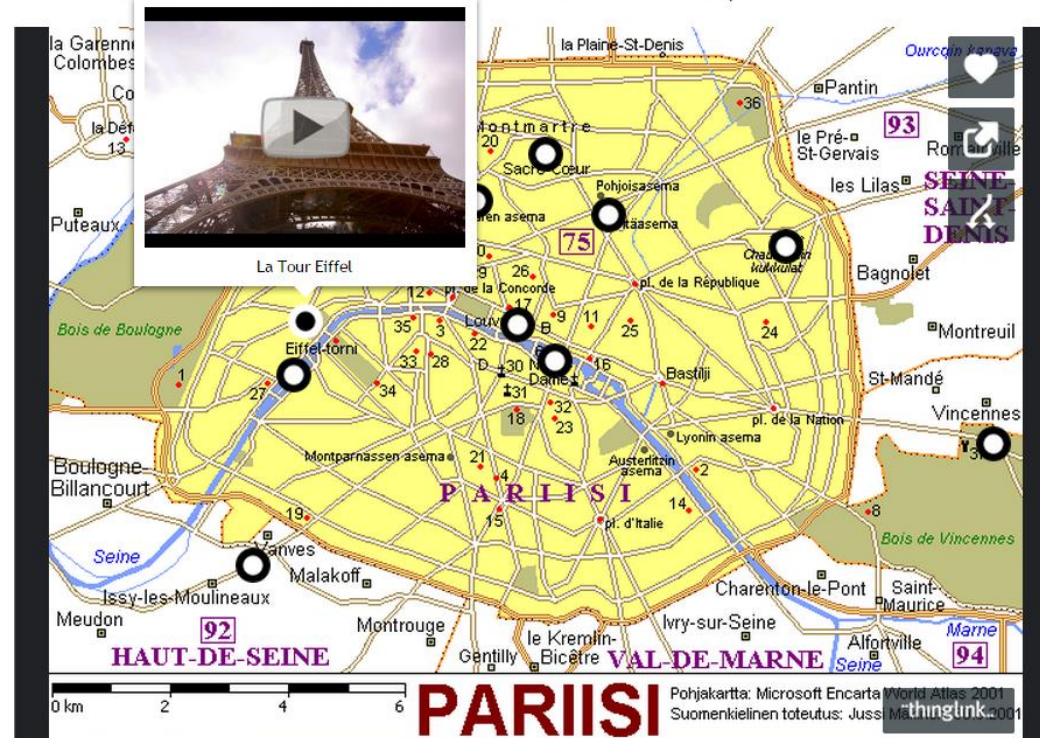 la Plaine-St-Denis
Ourcqin kanava
la Garenne
Colombes
Pantin
36
93
13
20
Montmartre
Sacré-Cœur
le Pré-
St-Gervais
les Lilas
SEINE-
SAINT-
DENIS
Pohjoisasema
Itäasema
Puteaux
75
Bagnolet
La Tour Eiffel
26
pl. de la République
pl. de la Concorde
12
17
9
11
25
24
Bois de Boulogne
35
3
22
Montreuil
Eiffel-torni
33
28
30
16
Bastilji
St-Mandé
1
27
34
31
18
32
23
pl. de la Nation
Vincennes
Lyonin asema
Montparnassen asema
21
Austerlitzin
asema
Boulogne-
Billancourt
4
2
PARIISI
14
15
19
pl. d'Italie
8
Seine
Vanves
Bois de Vincennes
Malakoff
Issy-les-Moulineaux
Charenton-le-Pont
Saint-
Maurice
Meudon
92
Montrouge
le Kremlin-
Bicêtre
Ivry-sur-Seine
Alfortville
Marne
HAUT-DE-SEINE
Gentilly
VAL-DE-MARNE
Seine
94
0 km
2
4
6
PARIISI
Pohjakartta: Microsoft Encarta World Atlas 2001
Suomenkielinen toteutus: Jussi
2001
thinglink..